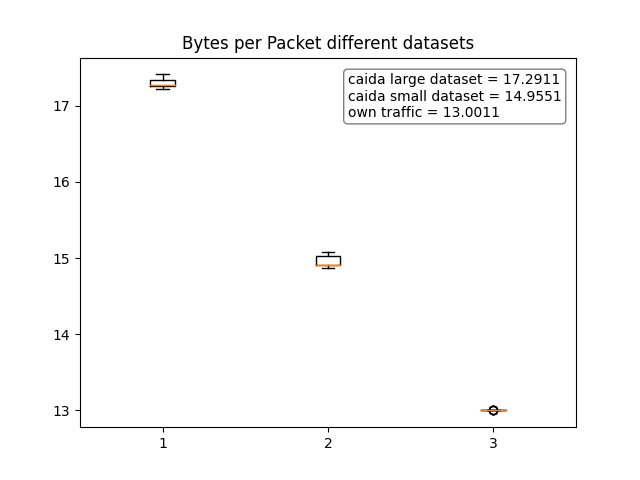 Bytes per Packet different datasets
caida large dataset = 17.2911
caida small dataset = 14.9551
own traffic = 13.0011
17
16
15
14
13
1 2 3